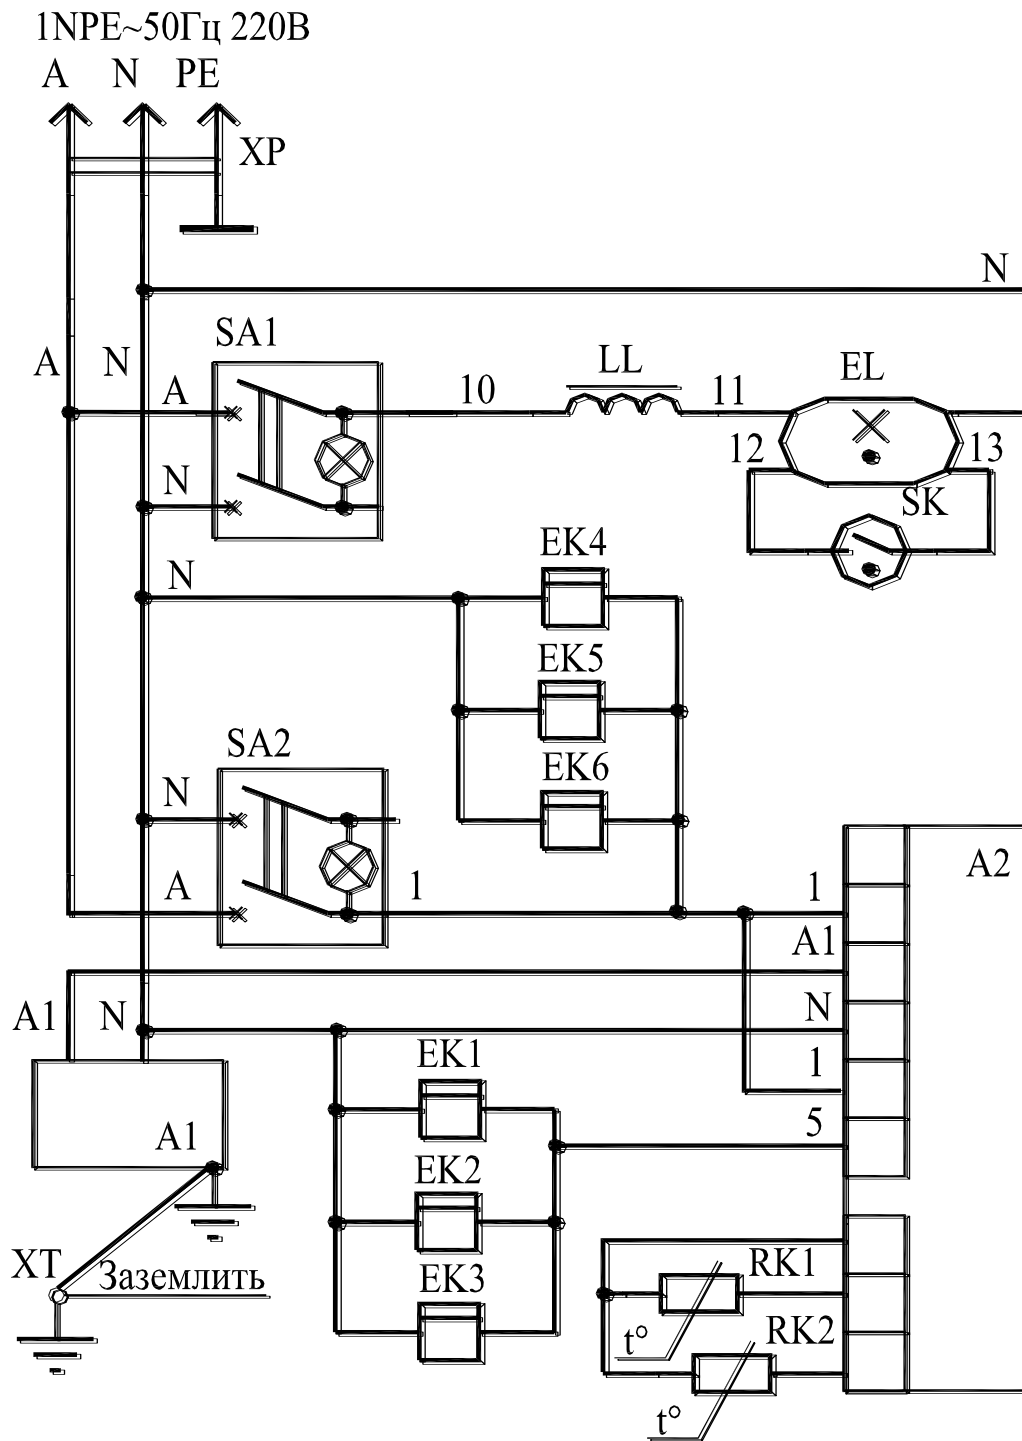 1NPE~50Гц 220В
A N PE
XP
N
SA1
LL
EL
A N
A
10
11
12
13
N
SK
EK4
N
EK5
SA2
EK6
N
A2
A
1
1
A1
A1 N
N
EK1
1
A1
5
EK2
XT
Заземлить
EK3
RK1
t°
RK2
t°